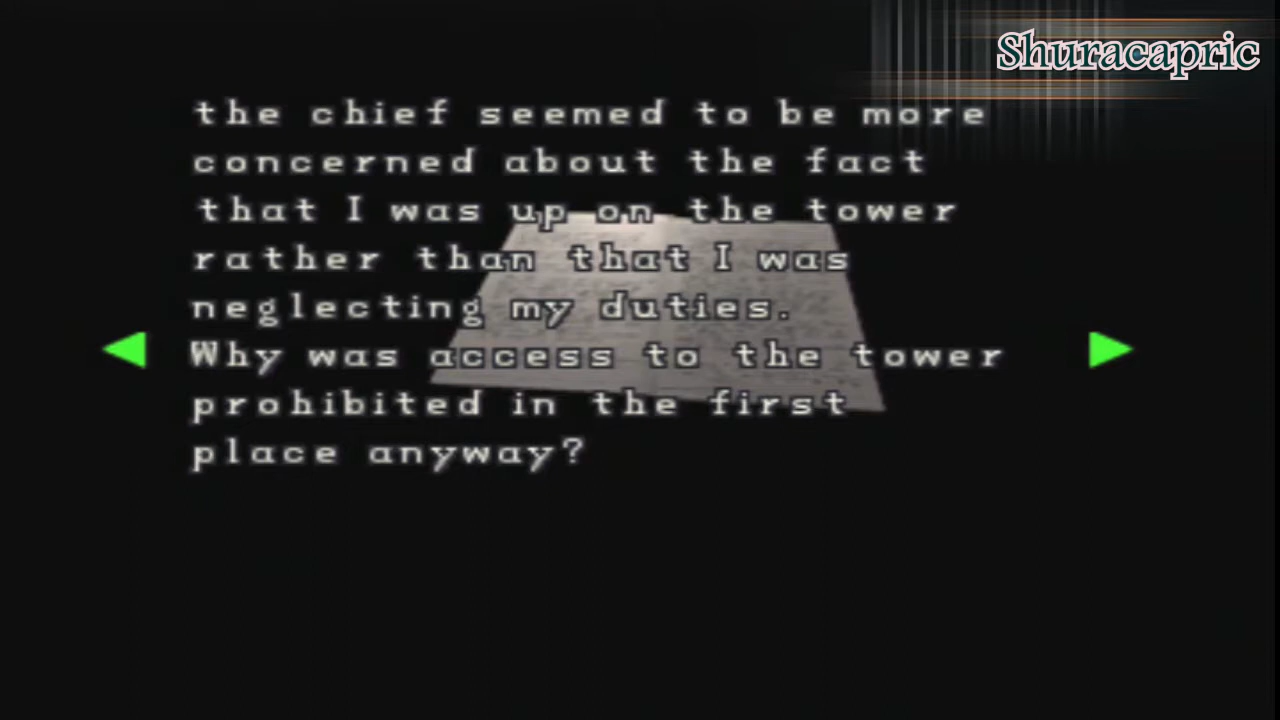 Shuracapric
the chief seemed to be more
concerned about the fact
that I was up on the tower
rather than that I was
neglecting my duties.
Why was access to the tower
prohibited in the first
place anyway?